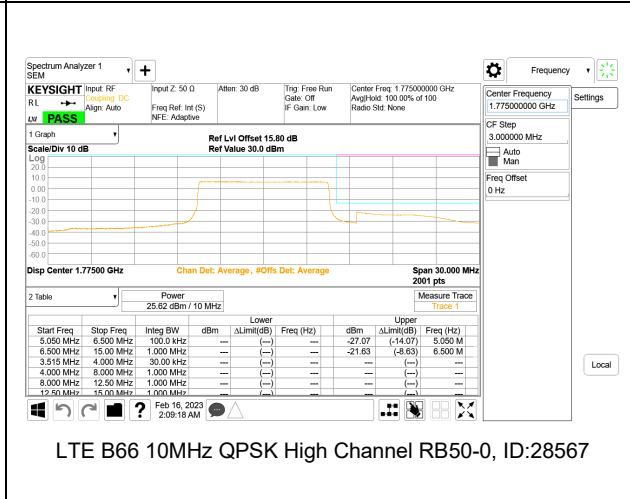 Spectrum Analyzer 1
SEM
Frequency
KEYSIGHT
Input: RF
Coupling: DC
Align: Auto
Input Z: 50 Ω
Freq Ref: Int (S)
NFE: Adaptive
Atten: 30 dB
Trig: Free Run
Gate: Off
IF Gain: Low
Center Freq: 1.775000000 GHz
Avg|Hold: 100.00% of 100
Radio Std: None
RL
LXI
PASS
Center Frequency
1.775000000 GHz
Settings
CF Step
3.000000 MHz
Auto
Man
Freq Offset
0 Hz
Local
1 Graph
Scale/Div 10 dB
Ref Lvl Offset 15.80 dB
Ref Value 30.0 dBm
Log
20.0
10.0
0.00
-10.0
-20.0
-30.0
-40.0
-50.0
-60.0
Disp Center 1.77500 GHz
Chan Det: Average, #Offs Det: Average
Span 30.000 MHz
2001 pts
2 Table
Power
25.62 dBm / 10 MHz
Measure Trace
Trace 1
Lower Upper
Start Freq Stop Freq Integ BW dBm ΔLimit(dB) Freq (Hz) dBm ΔLimit(dB) Freq (Hz)
5.050 MHz 6.500 MHz 100.0 kHz --- (---) --- -27.07 (-14.07) 5.050 M
6.500 MHz 15.00 MHz 1.000 MHz --- (---) --- -21.63 (-8.63) 6.500 M
3.515 MHz 4.000 MHz 30.00 kHz --- (---) --- --- (---) ---
4.000 MHz 8.000 MHz 1.000 MHz --- (---) --- --- (---) ---
8.000 MHz 12.50 MHz 1.000 MHz --- (---) --- --- (---) ---
12.50 MHz 15.00 MHz 1.000 MHz --- (---) --- --- (---) ---
?
Feb 16, 2023
2:09:18 AM
LTE B66 10MHz QPSK High Channel RB50-0, ID:28567